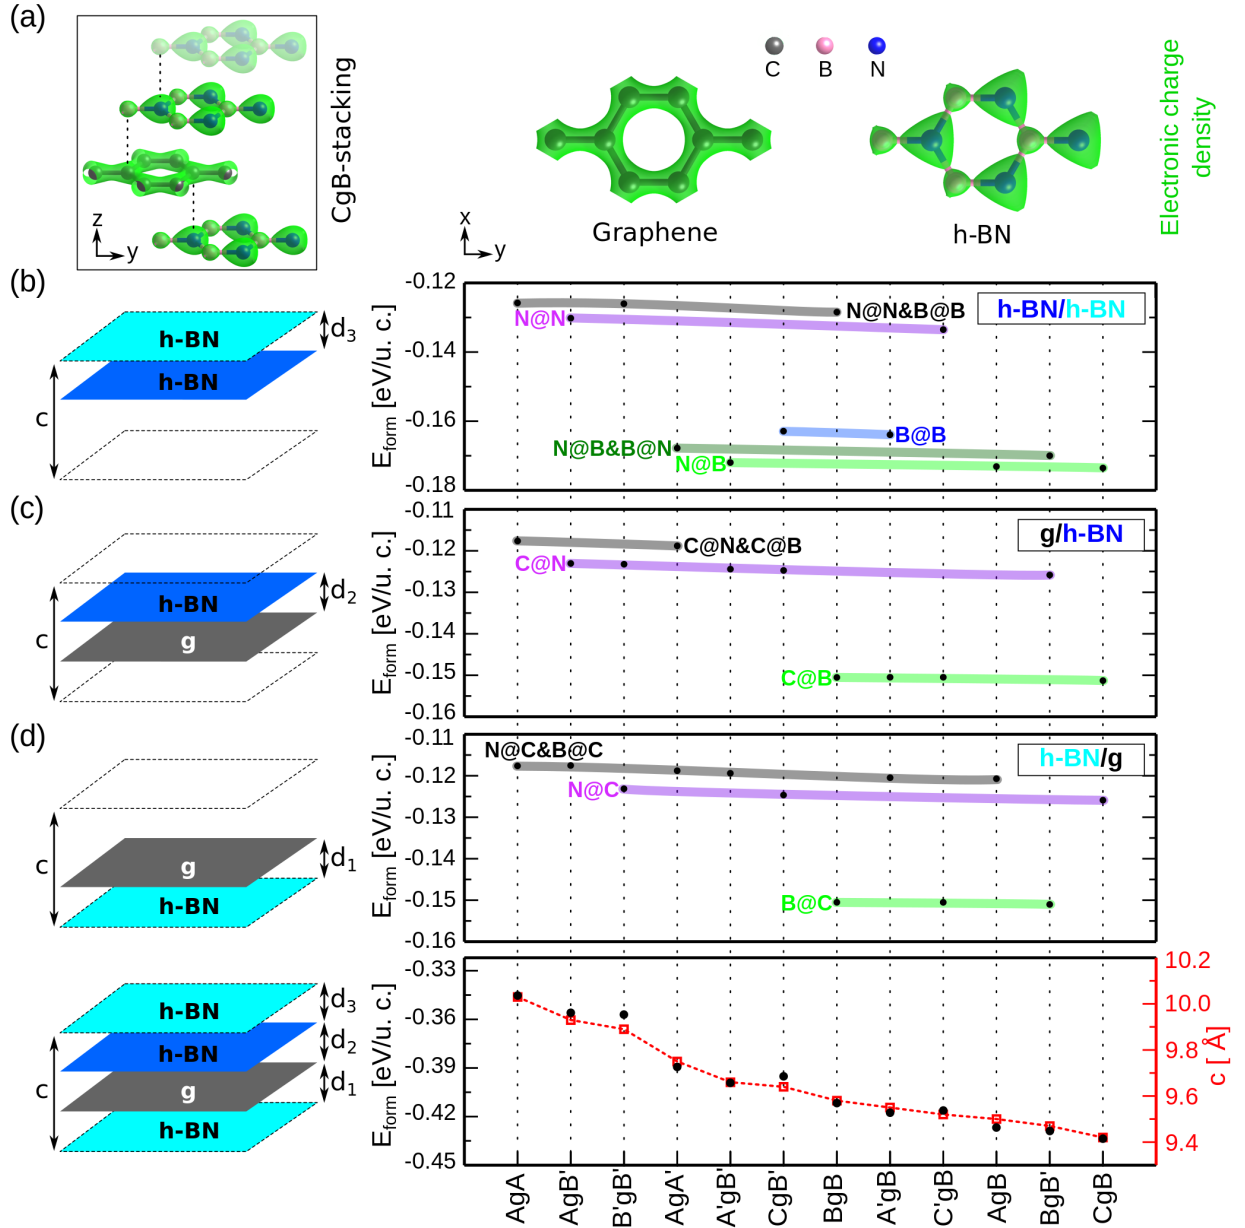 (a)
CgB-stacking
z
y
C
B
N
Graphene
h-BN
x
y
Electronic charge
density
(b)
h-BN
h-BN
d3
c
Eform [eV/u. c.]
-0.12
-0.14
-0.16
-0.18
N@N&B@B
N@N
B@B
N@B&B@N
N@B
h-BN/h-BN
(c)
h-BN
g
d2
c
Eform [eV/u. c.]
-0.11
-0.12
-0.13
-0.14
-0.15
-0.16
C@N&C@B
C@N
C@B
g/h-BN
(d)
g
h-BN
d1
c
Eform [eV/u. c.]
-0.11
-0.12
-0.13
-0.14
-0.15
-0.16
N@C&B@C
N@C
B@C
h-BN/g
h-BN
h-BN
g
h-BN
d3
d2
d1
c
Eform [eV/u. c.]
-0.33
-0.36
-0.39
-0.42
-0.45
10.2
10.0
9.8
9.6
9.4
c [ Å]
AgA
AgB'
B'gB'
AgA'
A'gB'
CgB'
BgB
A'gB
C'gB
AgB
BgB'
CgB